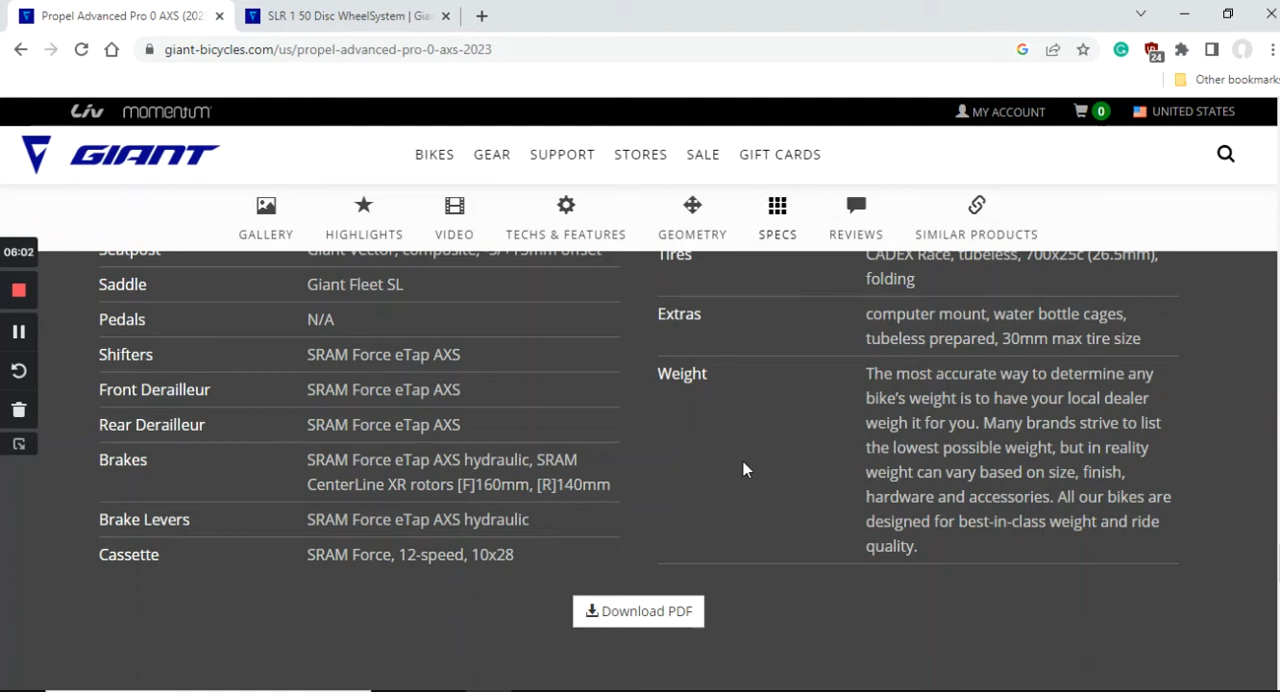 Propel Advanced Pro 0 AXS (202
SLR 1 50 Disc WheelSystem | Gia
giant-bicycles.com/us/propel-advanced-pro-0-axs-2023
24
Other bookmarks
Liv momentum
MY ACCOUNT
0
UNITED STATES
GIANT
BIKES
GEAR
SUPPORT
STORES
SALE
GIFT CARDS
GALLERY
HIGHLIGHTS
VIDEO
TECHS & FEATURES
GEOMETRY
SPECS
REVIEWS
SIMILAR PRODUCTS
06:02
Seatpost Giant Vector, composite, -5/+15mm offset
Saddle Giant Fleet SL
Pedals N/A
Shifters SRAM Force eTap AXS
Front Derailleur SRAM Force eTap AXS
Rear Derailleur SRAM Force eTap AXS
Brakes SRAM Force eTap AXS hydraulic, SRAM
CenterLine XR rotors [F]160mm, [R]140mm
Brake Levers SRAM Force eTap AXS hydraulic
Cassette SRAM Force, 12-speed, 10x28
Tires CADEX Race, tubeless, 700x25c (26.5mm),
folding
Extras computer mount, water bottle cages,
tubeless prepared, 30mm max tire size
Weight The most accurate way to determine any
bike's weight is to have your local dealer
weigh it for you. Many brands strive to list
the lowest possible weight, but in reality
weight can vary based on size, finish,
hardware and accessories. All our bikes are
designed for best-in-class weight and ride
quality.
Download PDF